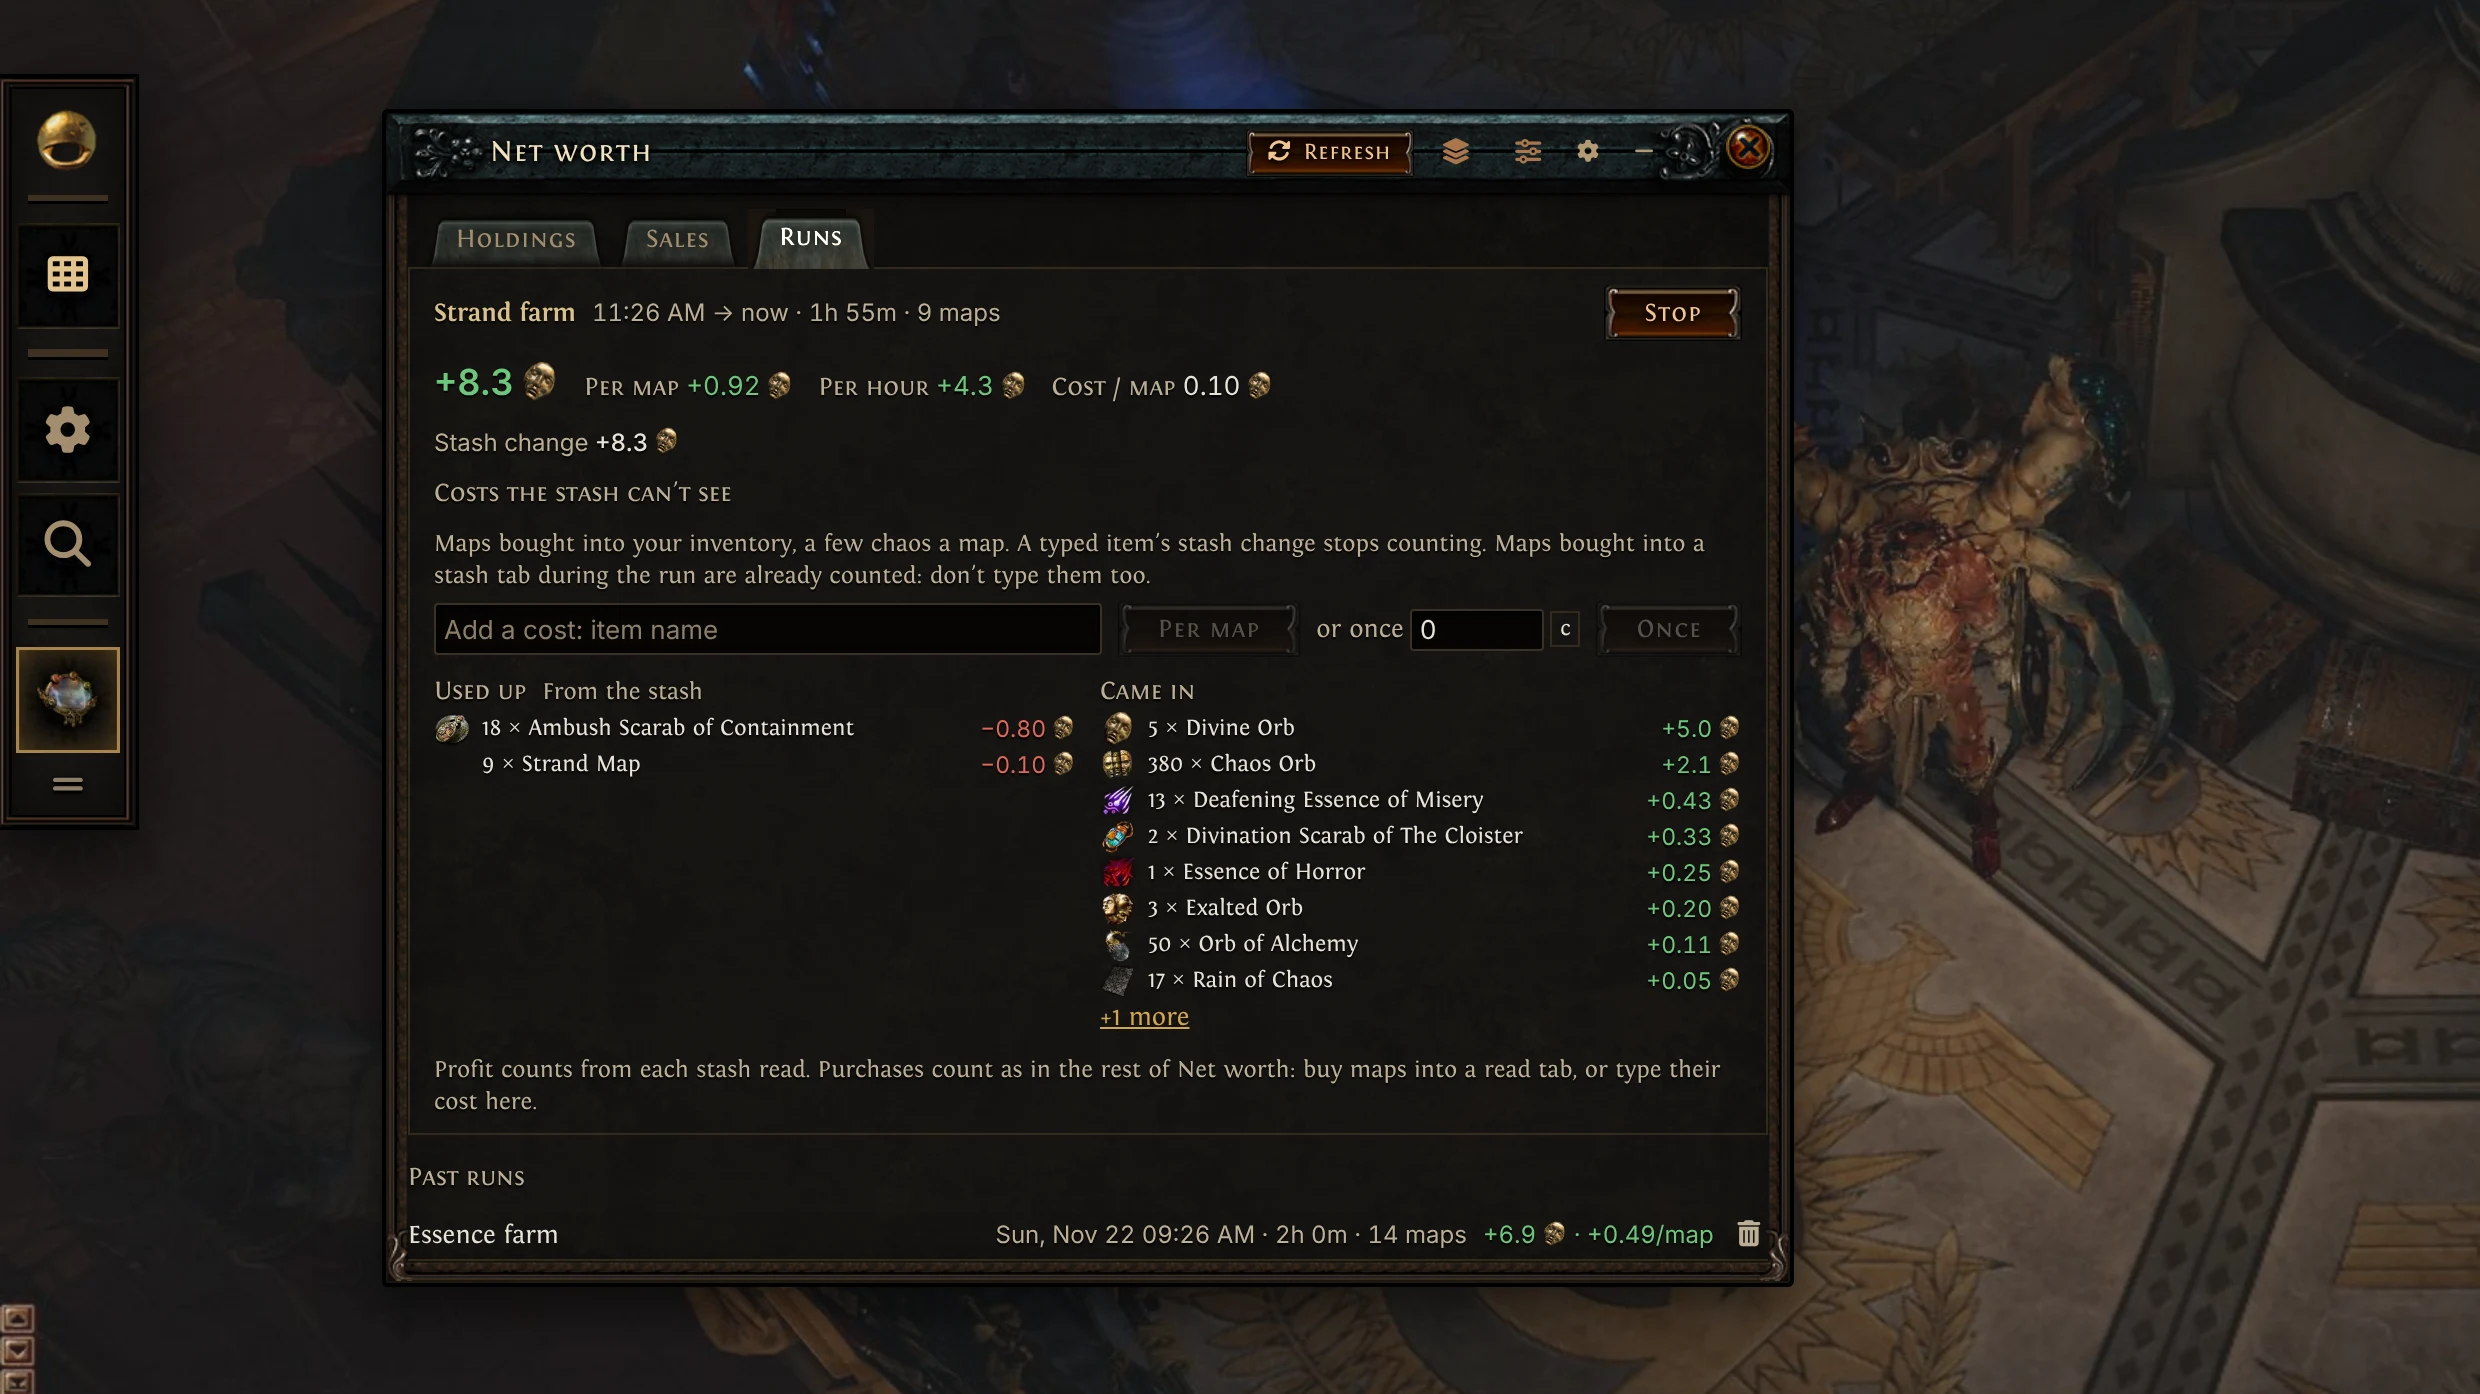 Net worth
Refresh
Holdings
Sales
Runs
Strand farm 11:26 AM → now · 1h 55m · 9 maps
Stop
+8.3 Per map +0.92 Per hour +4.3 Cost / map 0.10
Stash change +8.3
Costs the stash can't see
Maps bought into your inventory, a few chaos a map. A typed item's stash change stops counting. Maps bought into a
stash tab during the run are already counted: don't type them too.
Add a cost: item name
Per map
or once 0 c
Once
Used up From the stash
18 × Ambush Scarab of Containment −0.80
9 × Strand Map −0.10
Came in
5 × Divine Orb +5.0
380 × Chaos Orb +2.1
13 × Deafening Essence of Misery +0.43
2 × Divination Scarab of The Cloister +0.33
1 × Essence of Horror +0.25
3 × Exalted Orb +0.20
50 × Orb of Alchemy +0.11
17 × Rain of Chaos +0.05
+1 more
Profit counts from each stash read. Purchases count as in the rest of Net worth: buy maps into a read tab, or type their
cost here.
Past runs
Essence farm Sun, Nov 22 09:26 AM · 2h 0m · 14 maps +6.9 · +0.49/map